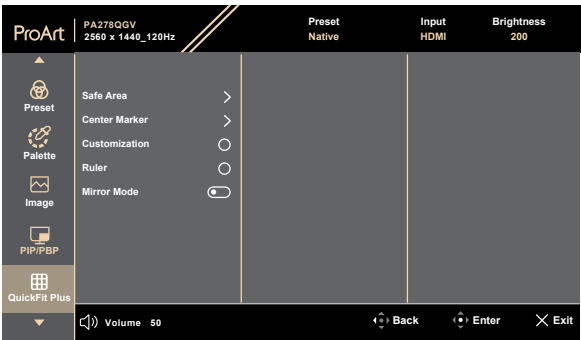 ProArt
PA278QGV
2560 x 1440_120Hz
Preset
Native
Input
HDMI
Brightness
200
Preset
Palette
Image
PIP/PBP
QuickFit Plus
Safe Area
Center Marker
Customization
Ruler
Mirror Mode
Volume 50
Back
Enter
Exit